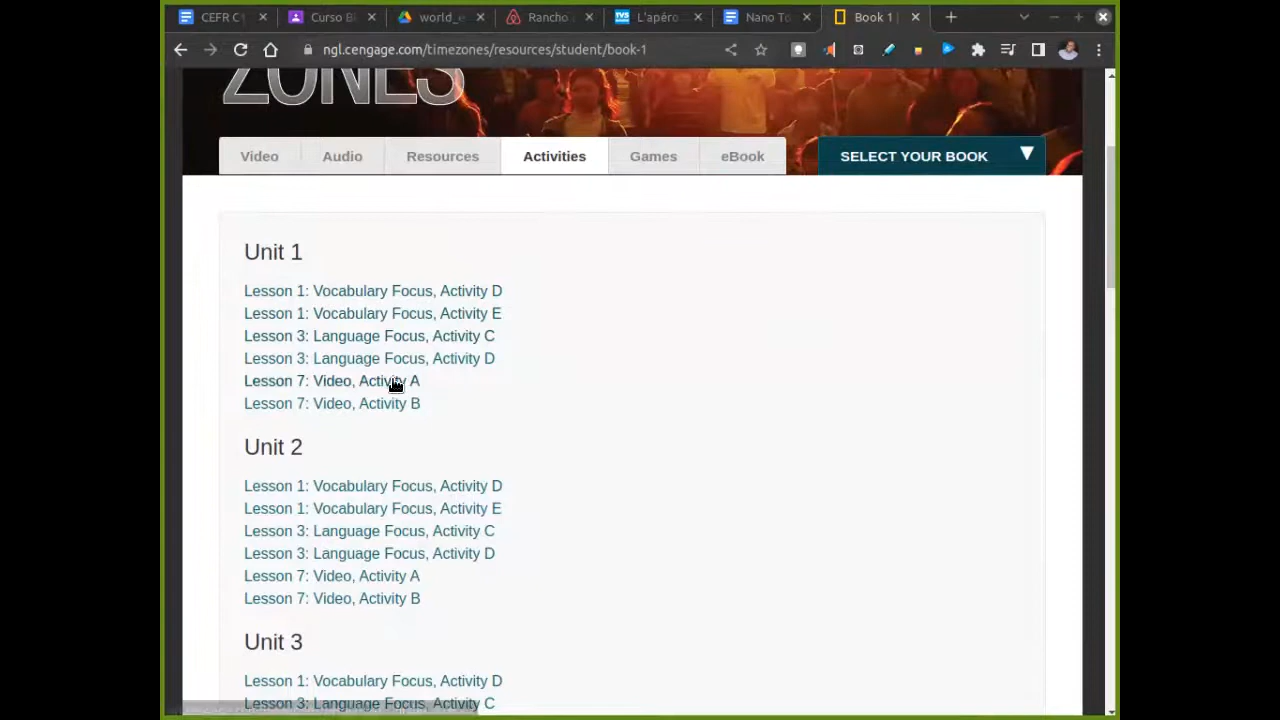 CEFR C
Curso B
world_e
Rancho
L'apéro
Nano To
Book 1 |
ngl.cengage.com/timezones/resources/student/book-1
ZONES
Video
Audio
Resources
Activities
Games
eBook
SELECT YOUR BOOK
Unit 1
Lesson 1: Vocabulary Focus, Activity D
Lesson 1: Vocabulary Focus, Activity E
Lesson 3: Language Focus, Activity C
Lesson 3: Language Focus, Activity D
Lesson 7: Video, Activity A
Lesson 7: Video, Activity B
Unit 2
Lesson 1: Vocabulary Focus, Activity D
Lesson 1: Vocabulary Focus, Activity E
Lesson 3: Language Focus, Activity C
Lesson 3: Language Focus, Activity D
Lesson 7: Video, Activity A
Lesson 7: Video, Activity B
Unit 3
Lesson 1: Vocabulary Focus, Activity D
Lesson 3: Language Focus, Activity C